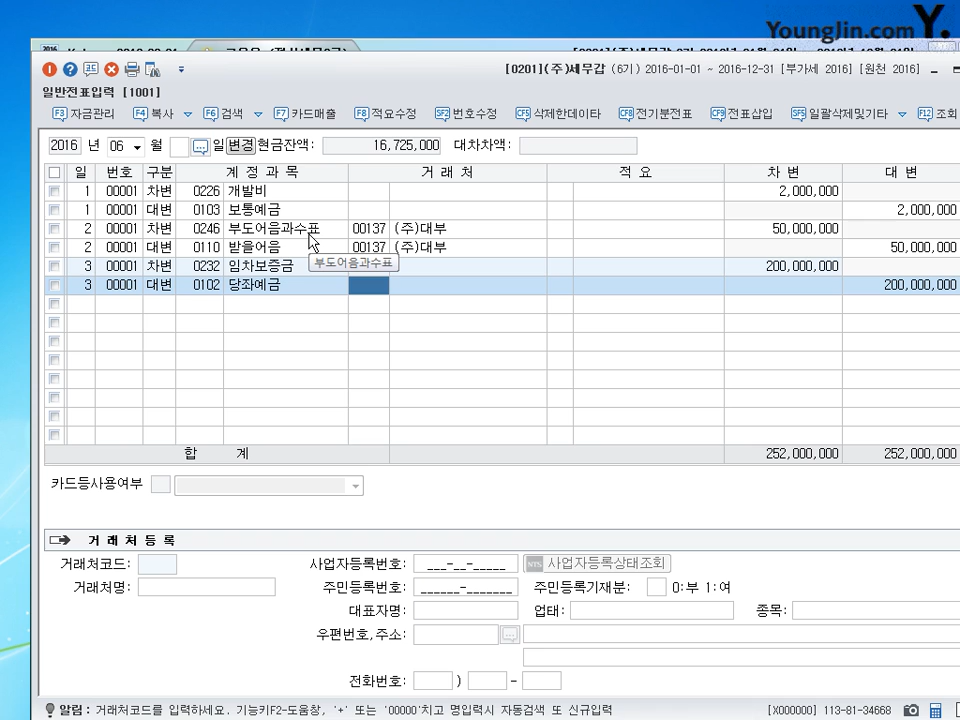 YoungJin.com Y.
[0201](주)세무갑 (6기) 2016-01-01 ~ 2016-12-31 [부가세 2016] [원천 2016]
일반전표입력 [1001]
F3 자금관리 F4 복사 F6 검색 F7 카드매출 F8 적요수정 SF2 번호수정 CF5 삭제한데이타 CF8 전기분전표 CF9 전표삽입 SF5 일괄삭제및기타 F12 조회
2016 년 06 월 일 변경 현금잔액: 16,725,000 대차차액:
일 번호 구분 계정과목 거래처 적요 차변 대변
1 00001 차변 0226 개발비 2,000,000
1 00001 대변 0103 보통예금 2,000,000
2 00001 차변 0246 부도어음과수표 00137 (주)대부 50,000,000
2 00001 대변 0110 받을어음 00137 (주)대부 50,000,000
3 00001 차변 0232 임차보증금 200,000,000
부도어음과수표
3 00001 대변 0102 당좌예금 200,000,000
합 계 252,000,000 252,000,000
카드등사용여부
거래처등록
거래처코드: 사업자등록번호: ___-__-_____ 사업자등록상태조회
거래처명: 주민등록번호: ______-_______ 주민등록기재분: 0:부 1:여
대표자명: 업태: 종목:
우편번호,주소:
전화번호: ) -
알림 : 거래처코드를 입력하세요. 기능키F2-도움창, '+' 또는 '00000'치고 명입력시 자동검색 또 신규입력 [X000000] 113-81-34668